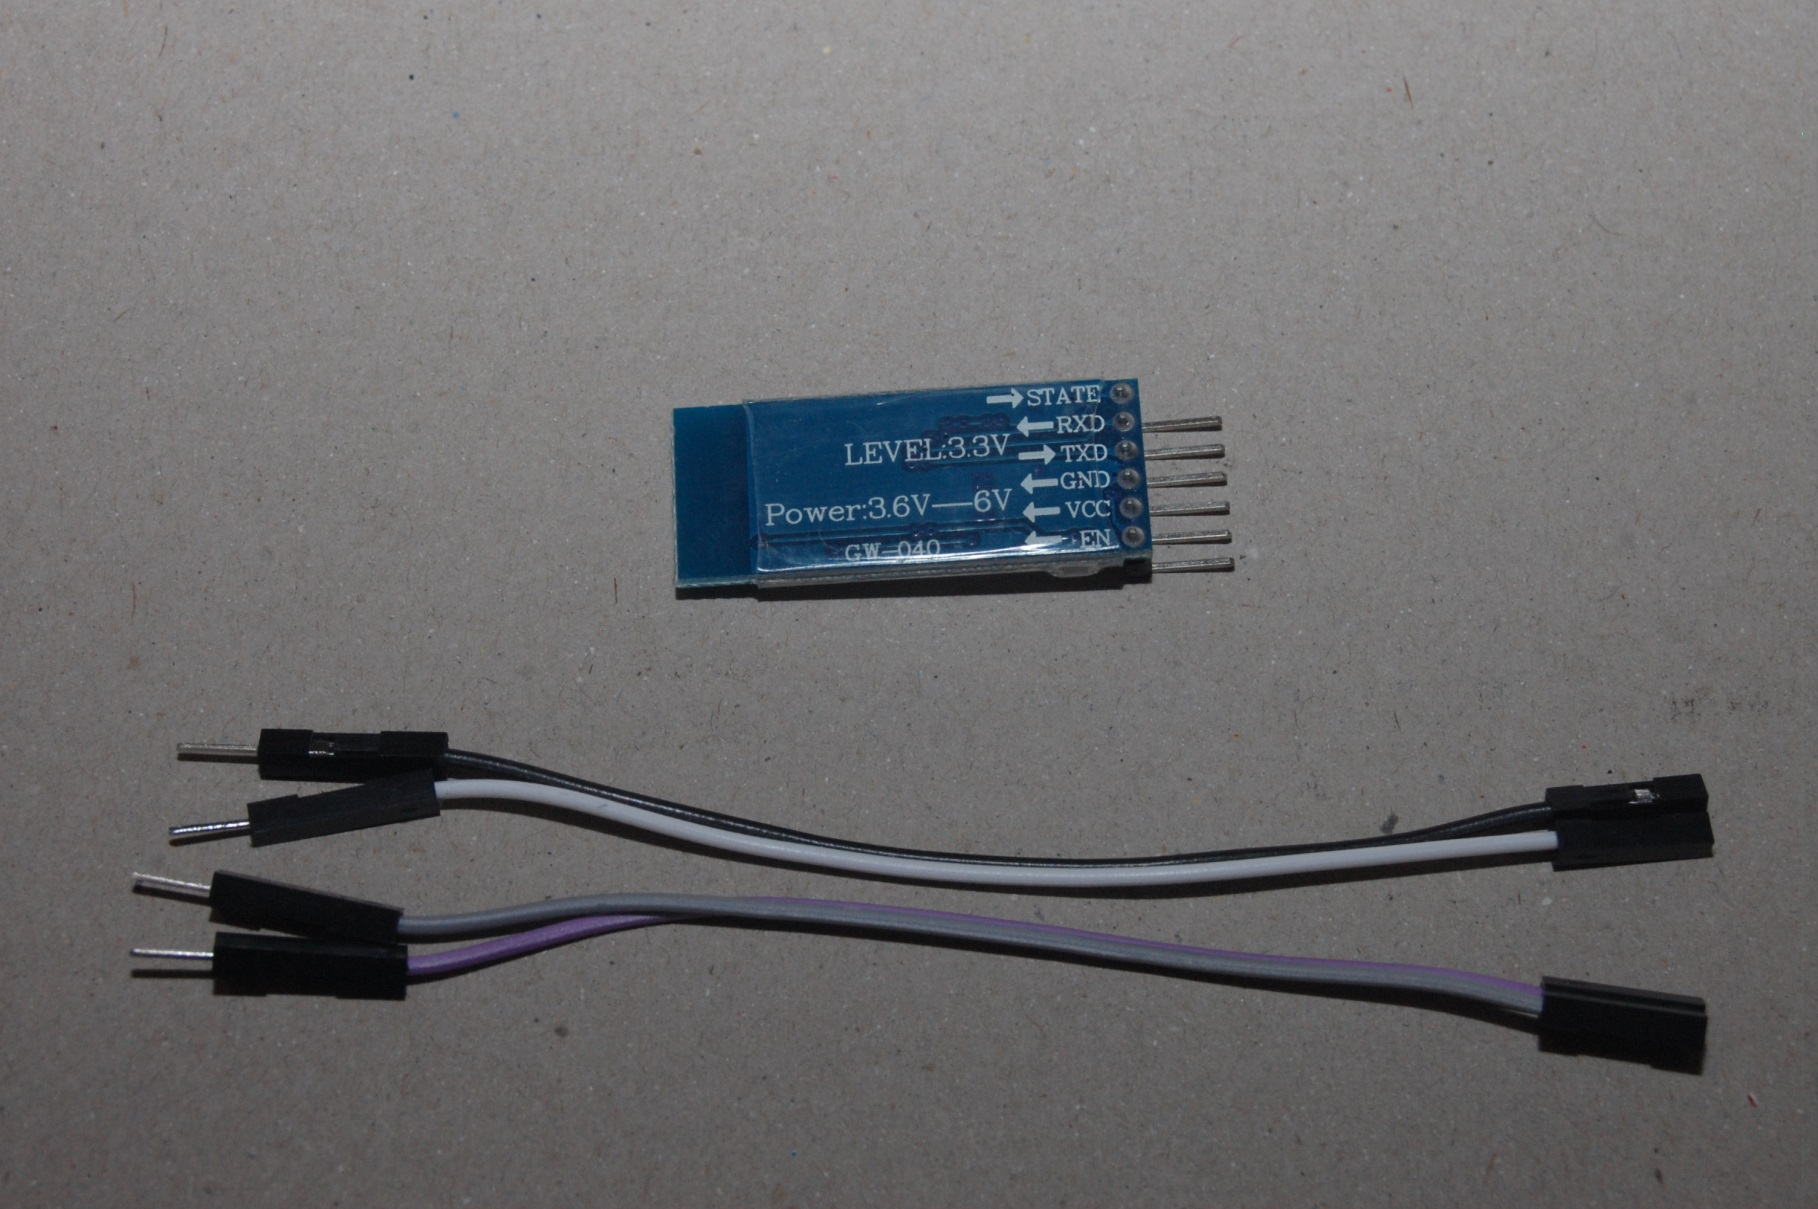 STATE
RXD
LEVEL:3.3V
TXD
GND
Power:3.6V—6V
VCC
EN
GW-040